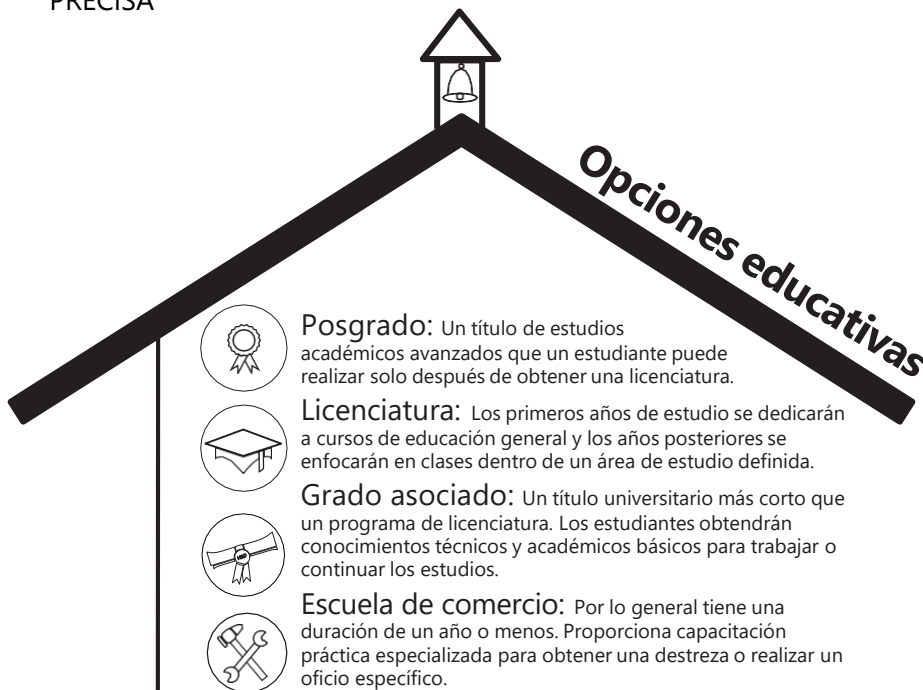 PRECISA
Opciones educativas
Posgrado: Un título de estudios
académicos avanzados que un estudiante puede
realizar solo después de obtener una licenciatura.
Licenciatura: Los primeros años de estudio se dedicarán
a cursos de educación general y los años posteriores se
enfocarán en clases dentro de un área de estudio definida.
Grado asociado: Un título universitario más corto que
un programa de licenciatura. Los estudiantes obtendrán
conocimientos técnicos y académicos básicos para trabajar o
continuar los estudios.
Escuela de comercio: Por lo general tiene una
duración de un año o menos. Proporciona capacitación
práctica especializada para obtener una destreza o realizar un
oficio específico.